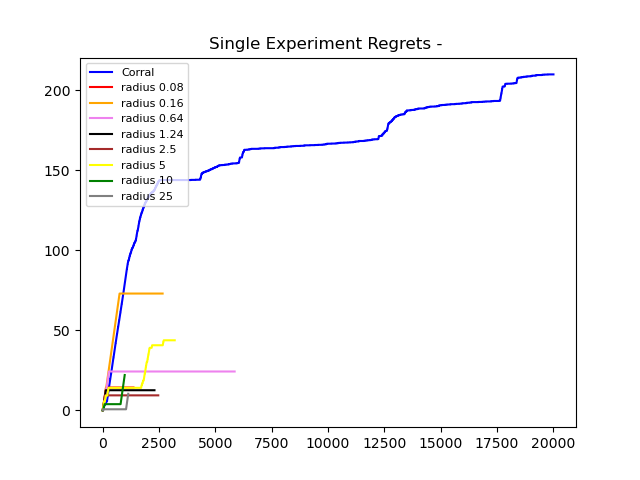 Single Experiment Regrets -
Corral
radius 0.08
radius 0.16
radius 0.64
radius 1.24
radius 2.5
radius 5
radius 10
radius 25
200
150
100
50
0
0 2500 5000 7500 10000 12500 15000 17500 20000